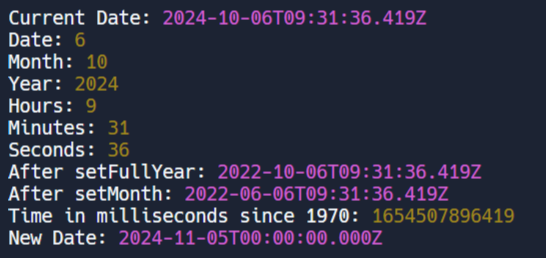 Current Date: 2024-10-06T09:31:36.419Z
Date: 6
Month: 10
Year: 2024
Hours: 9
Minutes: 31
Seconds: 36
After setFullYear: 2022-10-06T09:31:36.419Z
After setMonth: 2022-06-06T09:31:36.419Z
Time in milliseconds since 1970: 1654507896419
New Date: 2024-11-05T00:00:00.000Z